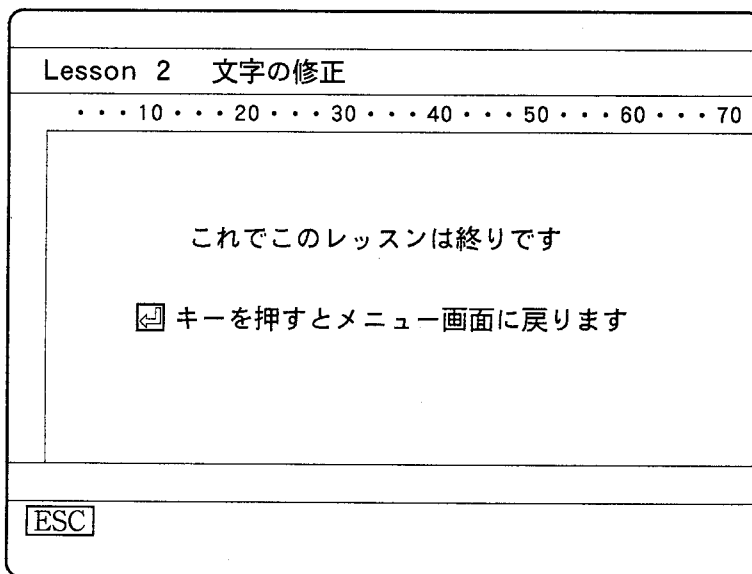 Lesson 2 文字の修正
・・・10・・・20・・・30・・・40・・・50・・・60・・・70
これでこのレッスンは終りです
⏎ キーを押すとメニュー画面に戻ります
ESC